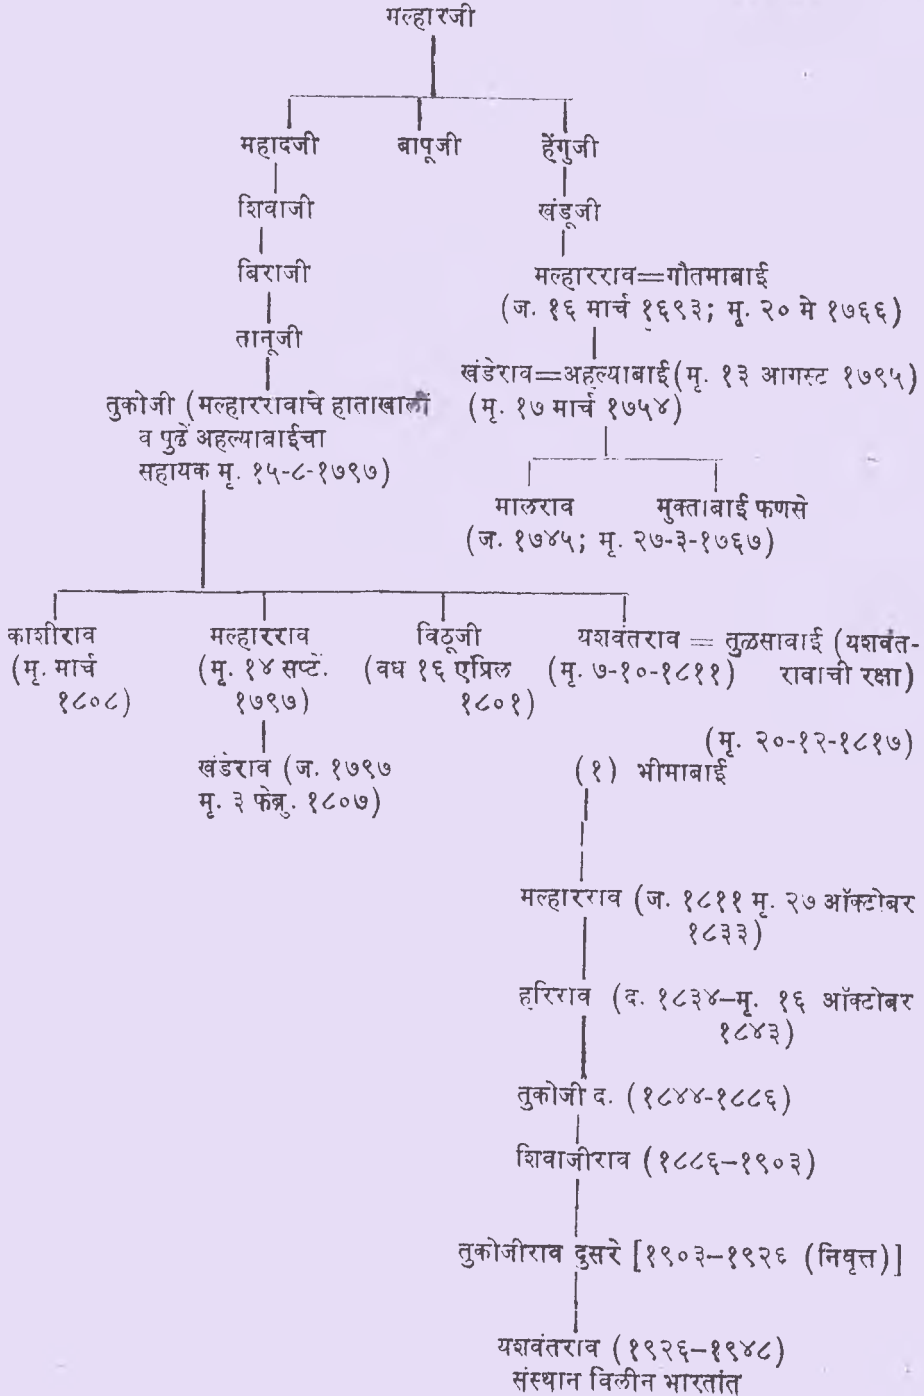 मल्हारजी
महादजी बापूजी हेंगुजी
शिवाजी खंडूजी
बिराजी मल्हारराव=गौतमाबाई
(ज. १६ मार्च १६९३; मृ. २० मे १७६६)
तानूजी
खंडेराव=अहल्याबाई(मृ. १३ आगस्ट १७९५)
(मृ. १७ मार्च १७५४)
तुकोजी (मल्हाररावाचे हाताखालीं
व पुढें अहल्याबाईचा
सहायक मृ. १५-८-१७९७)
मालराव मुक्ताबाई फणसे
(ज. १७४५; मृ. २७-३-१७६७)
काशीराव मल्हारराव विठूजी यशवंतराव = तुळसाबाई (यशवंत-
(मृ. मार्च (मृ. १४ सप्टें. (वध १६ एप्रिल (मृ. ७-१०-१८११) रावाची रक्षा)
१८०८) १७९७) १८०१)
(मृ. २०-१२-१८१७)
खंडेराव (ज. १७९७ (१) भीमाबाई
मृ. ३ फेब्रु. १८०७)
मल्हारराव (ज. १८११ मृ. २७ ऑक्टोबर
१८३३)
हरिराव (द. १८३४–मृ. १६ ऑक्टोबर
१८४३)
तुकोजी द. (१८४४-१८८६)
शिवाजीराव (१८८६–१९०३)
तुकोजीराव दुसरे [१९०३–१९२६ (निवृत्त)]
यशवंतराव (१९२६–१९४८)
संस्थान विलीन भारतांत